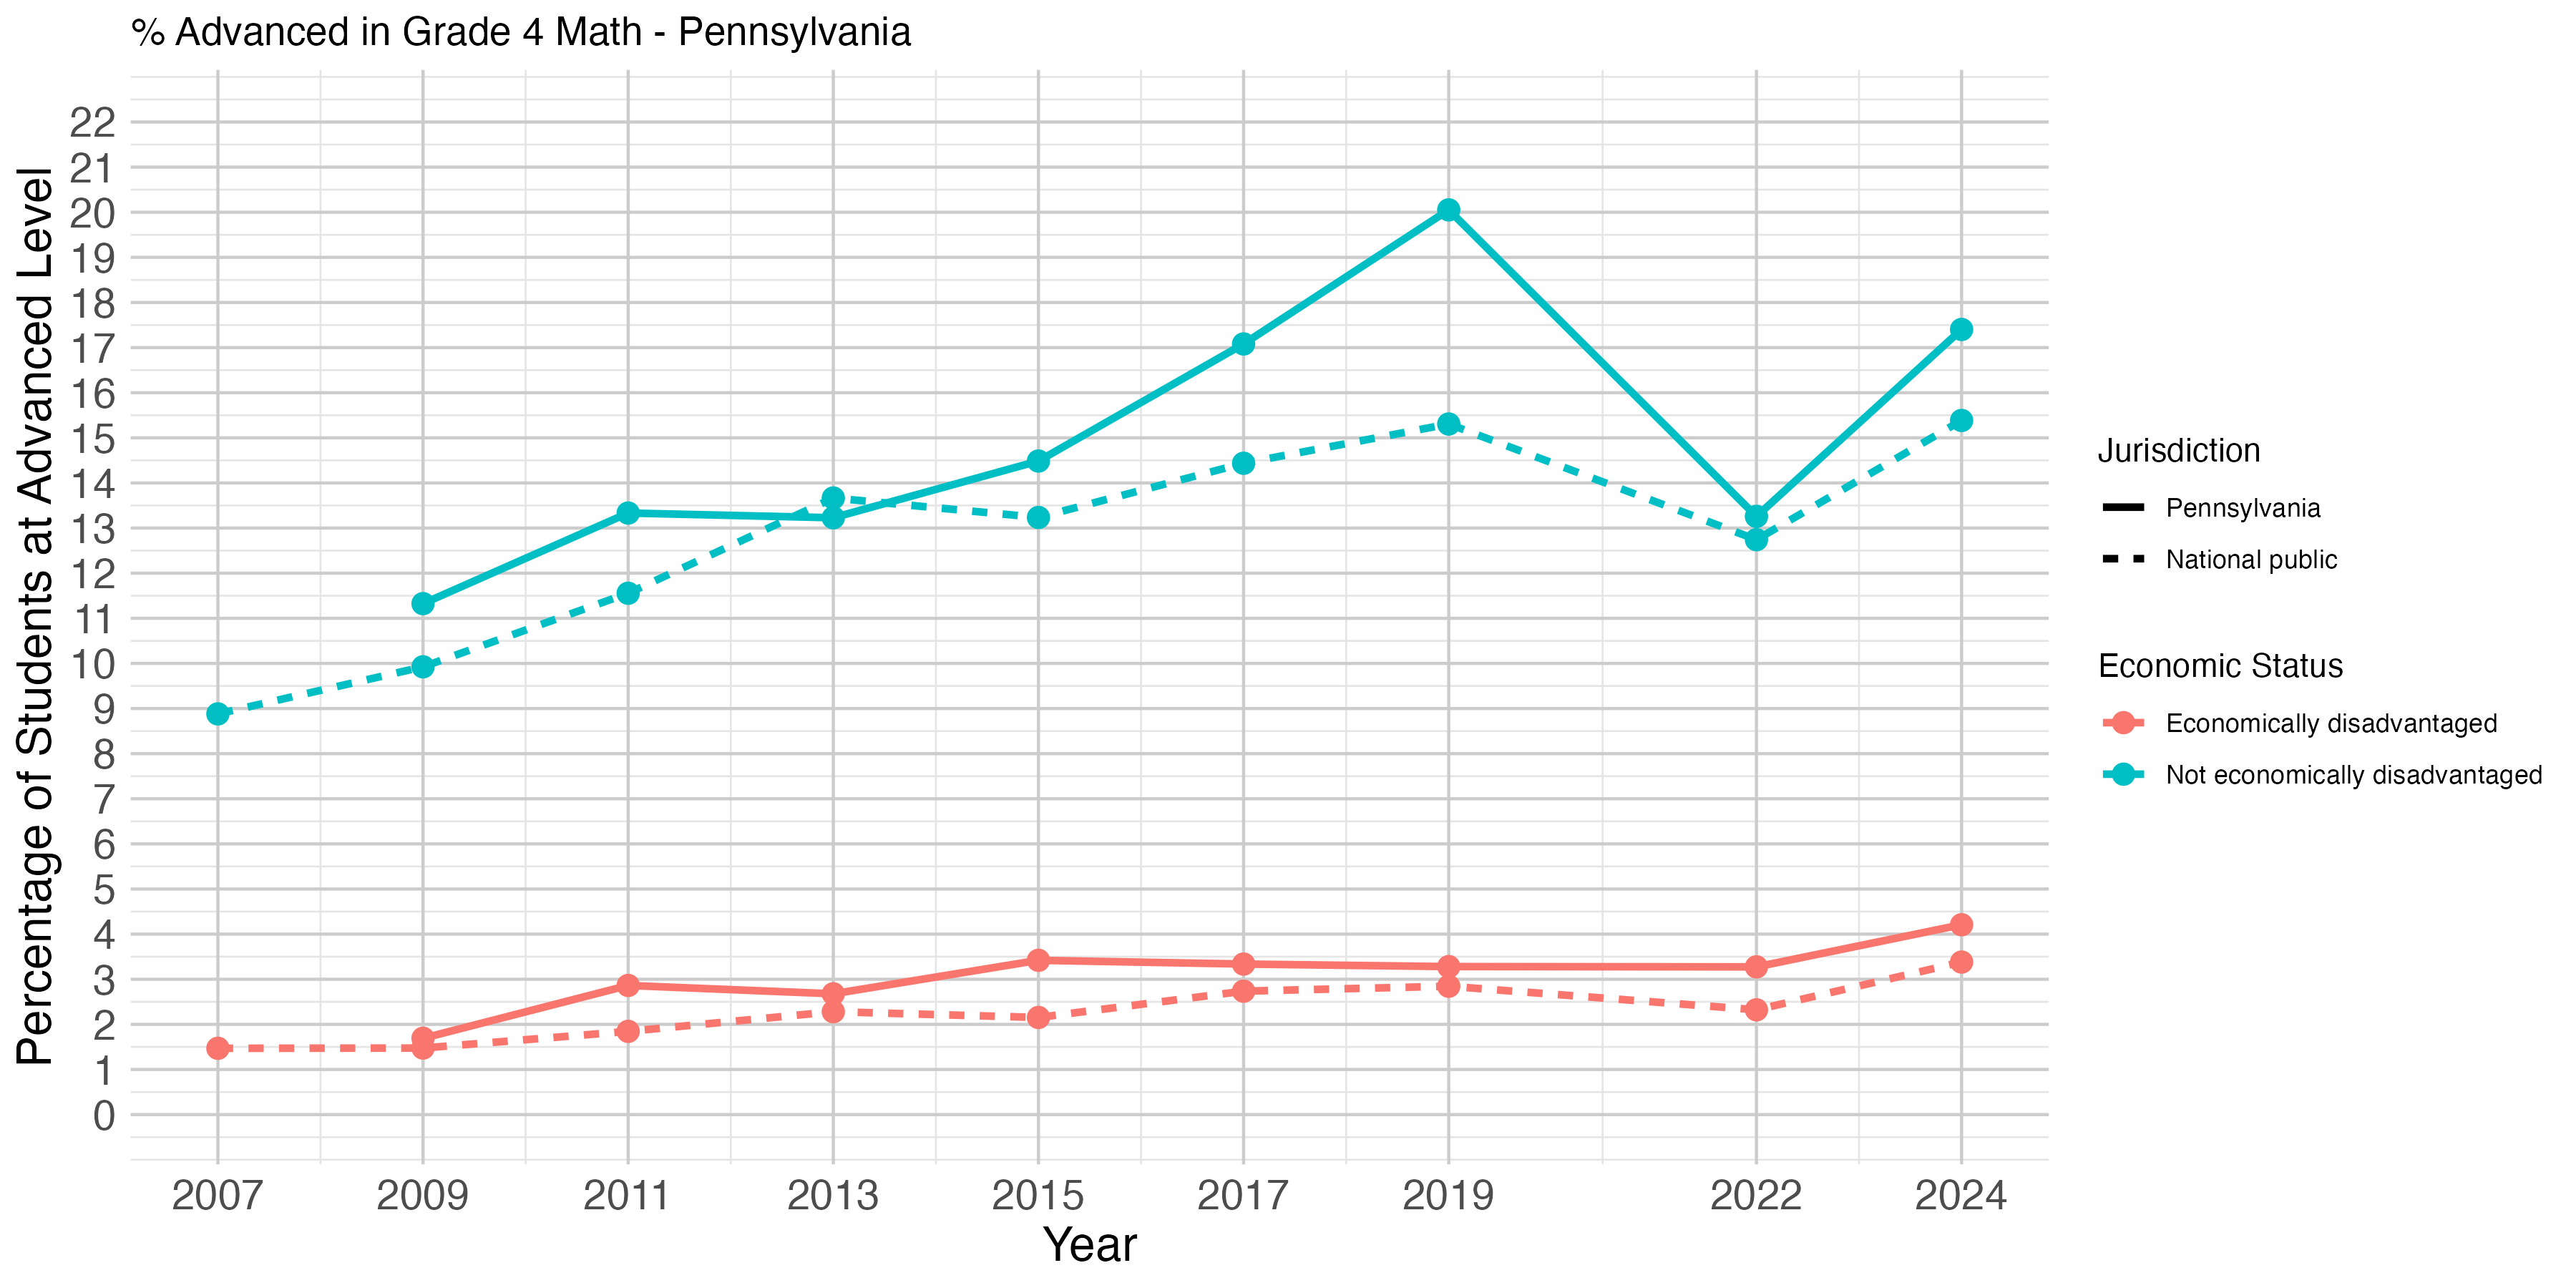 % Advanced in Grade 4 Math - Pennsylvania
Percentage of Students at Advanced Level
22
21
20
19
18
17
16
15
14
13
12
11
10
9
8
7
6
5
4
3
2
1
0
2007 2009 2011 2013 2015 2017 2019 2022 2024
Year
Jurisdiction
Pennsylvania
National public
Economic Status
Economically disadvantaged
Not economically disadvantaged